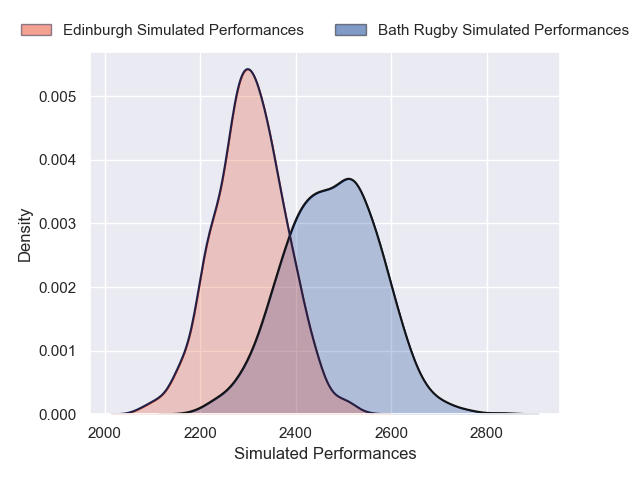 Edinburgh Simulated Performances
Bath Rugby Simulated Performances
0.005
0.004
0.003
0.002
0.001
0.000
Density
2000 2200 2400 2600 2800
Simulated Performances